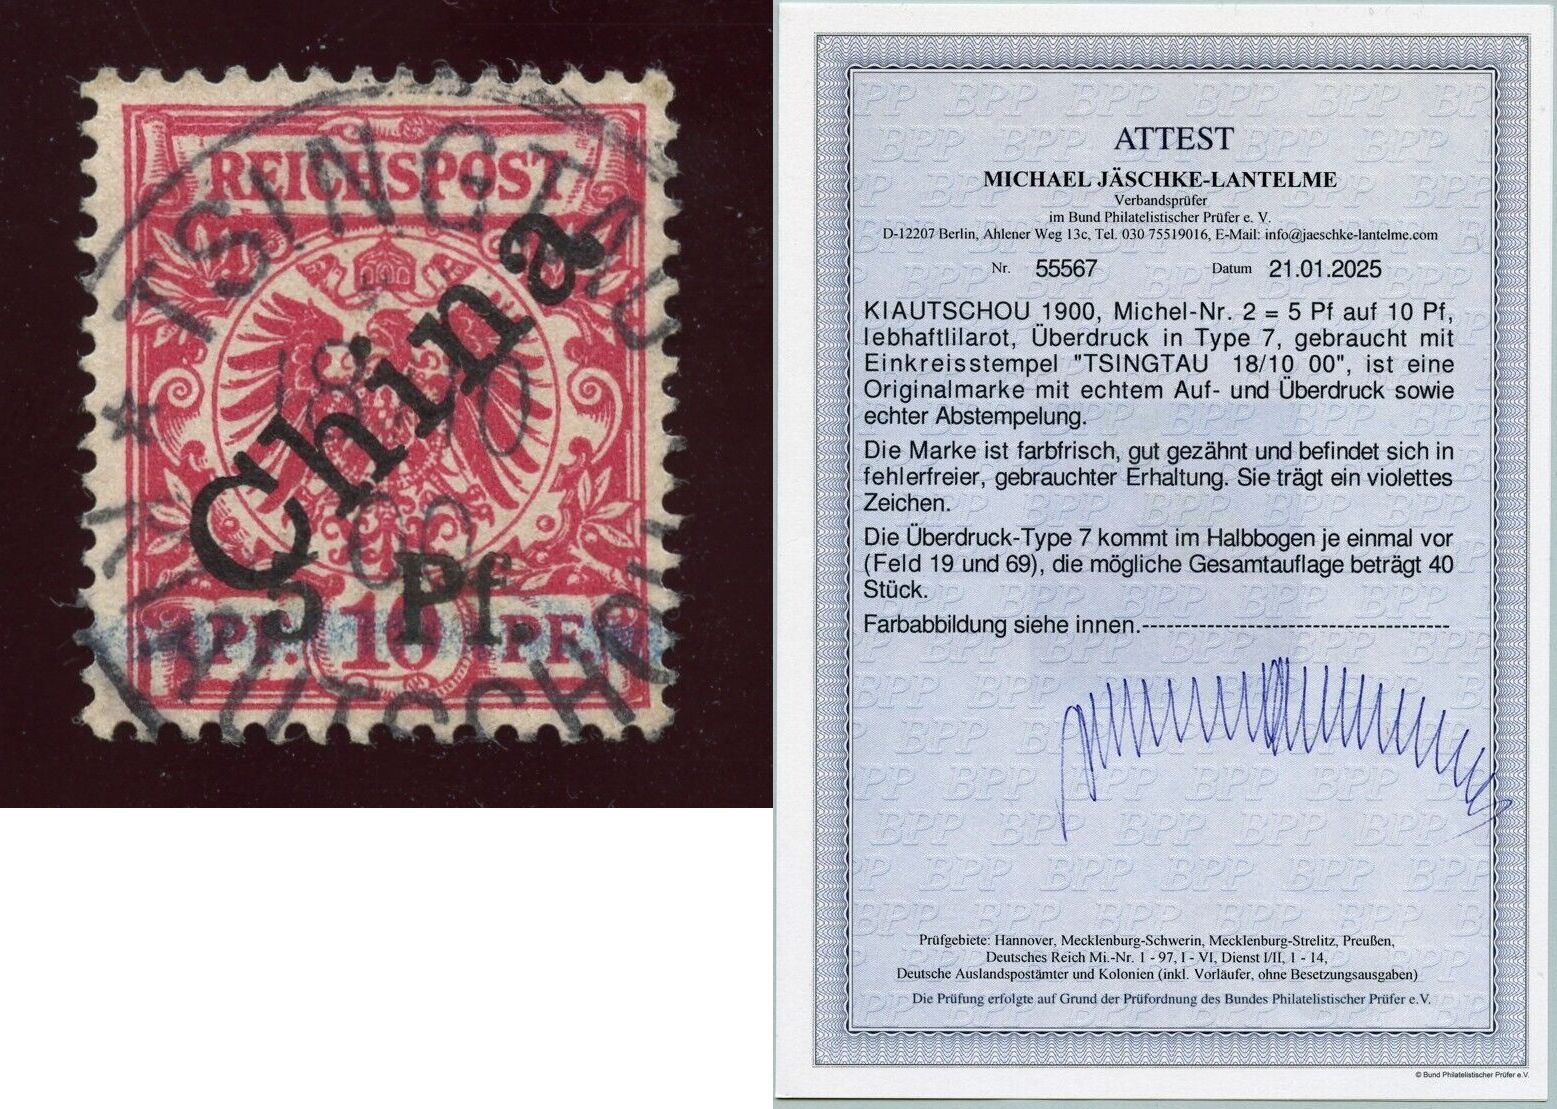 REICHSPOST
China
5 Pf.
PF. 10 PF.
TSINGTAU
18 10
00
ATTEST
MICHAEL JÄSCHKE-LANTELME
Verbandsprüfer
im Bund Philatelistischer Prüfer e. V.
D-12207 Berlin, Ahlener Weg 13c, Tel. 030 75519016, E-Mail: info@jaeschke-lantelme.com
Nr. 55567 Datum 21.01.2025
KIAUTSCHOU 1900, Michel-Nr. 2 = 5 Pf auf 10 Pf,
lebhaftlilarot, Überdruck in Type 7, gebraucht mit
Einkreisstempel "TSINGTAU 18/10 00", ist eine
Originalmarke mit echtem Auf- und Überdruck sowie
echter Abstempelung.
Die Marke ist farbfrisch, gut gezähnt und befindet sich in
fehlerfreier, gebrauchter Erhaltung. Sie trägt ein violettes
Zeichen.
Die Überdruck-Type 7 kommt im Halbbogen je einmal vor
(Feld 19 und 69), die mögliche Gesamtauflage beträgt 40
Stück.
Farbabbildung siehe innen.--------------------------------------
Prüfgebiete: Hannover, Mecklenburg-Schwerin, Mecklenburg-Strelitz, Preußen,
Deutsches Reich Mi.-Nr. 1 - 97, I - VI, Dienst I/II, 1 - 14,
Deutsche Auslandspostämter und Kolonien (inkl. Vorläufer, ohne Besetzungsausgaben)
Die Prüfung erfolgte auf Grund der Prüfordnung des Bundes Philatelistischer Prüfer e.V.
© Bund Philatelistischer Prüfer e.V.